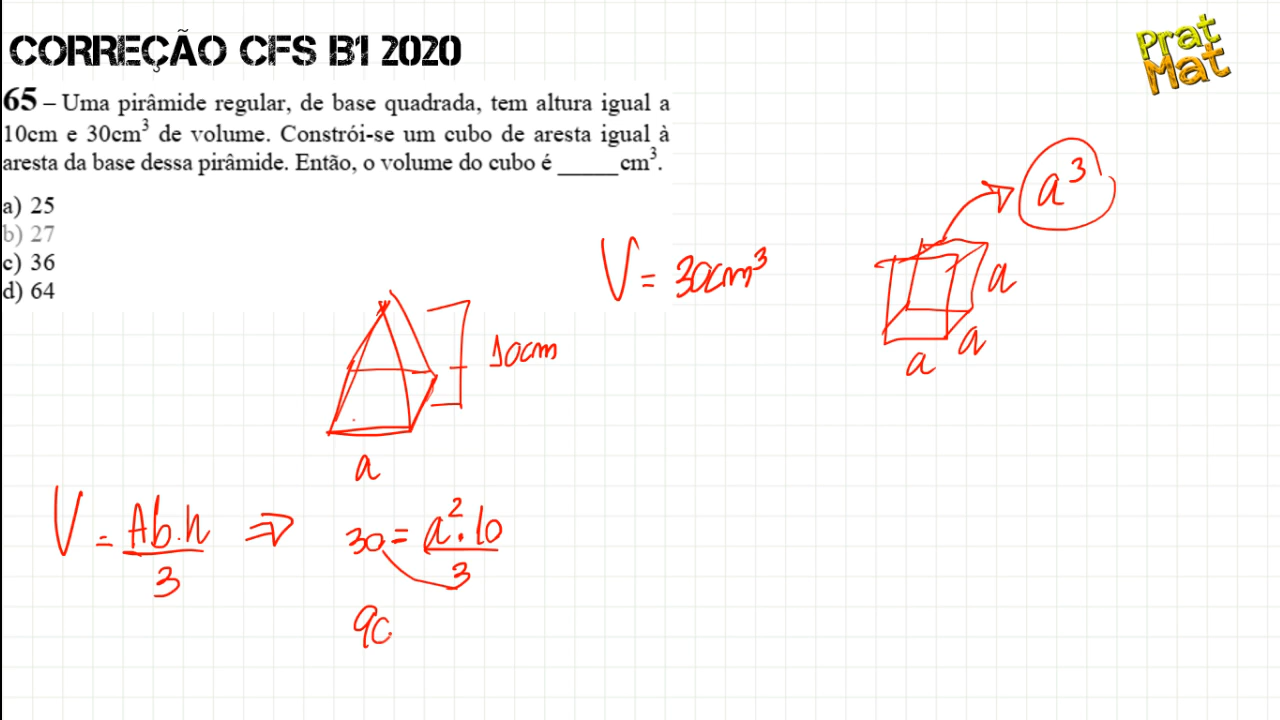 CORREÇÃO CFS B1 2020
Prat
Mat
65 – Uma pirâmide regular, de base quadrada, tem altura igual a
10cm e 30cm³ de volume. Constrói-se um cubo de aresta igual à
aresta da base dessa pirâmide. Então, o volume do cubo é _____cm³.
a) 25
b) 27
c) 36
d) 64
a³
V = 30cm³
a
a
a
10cm
a
V = Ab.h/3 ⇒ 30 = a².10/3
90